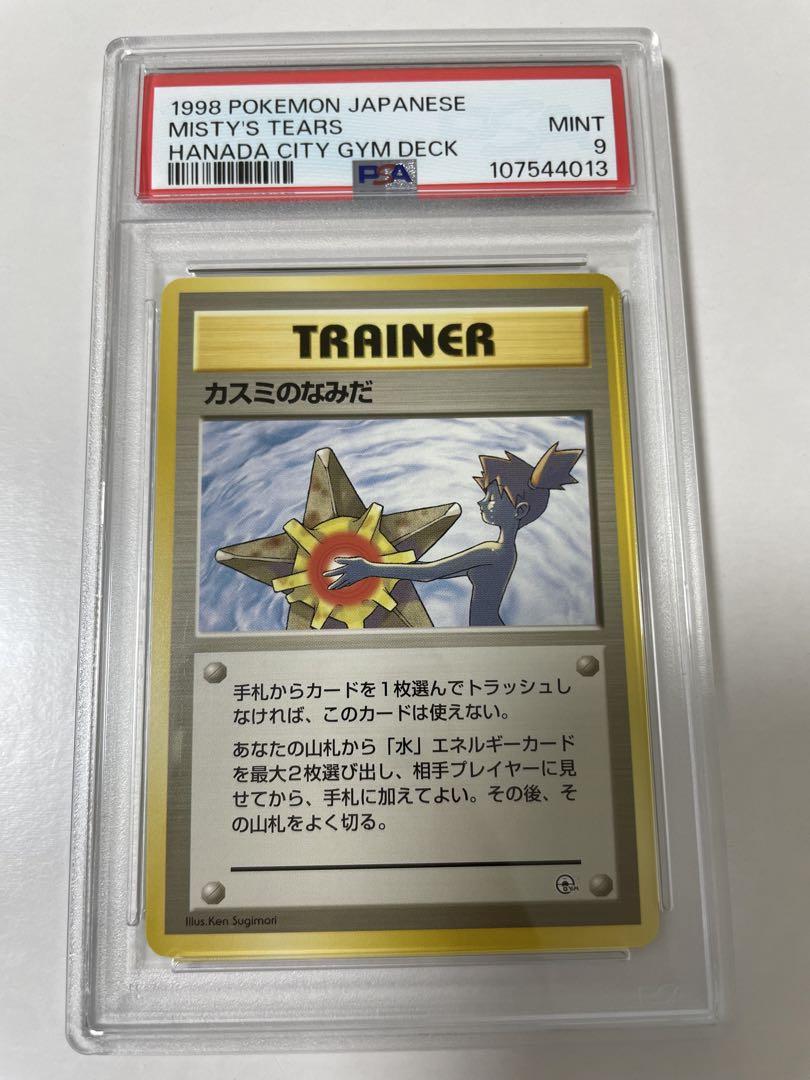 1998 POKEMON JAPANESE
MISTY'S TEARS MINT
HANADA CITY GYM DECK 9
PSA 107544013
TRAINER
カスミのなみだ
手札からカードを1枚選んでトラッシュし
なければ、このカードは使えない。
あなたの山札から「水」エネルギーカード
を最大2枚選び出し、相手プレイヤーに見
せてから、手札に加えてよい。その後、そ
の山札をよく切る。
Illus.Ken Sugimori